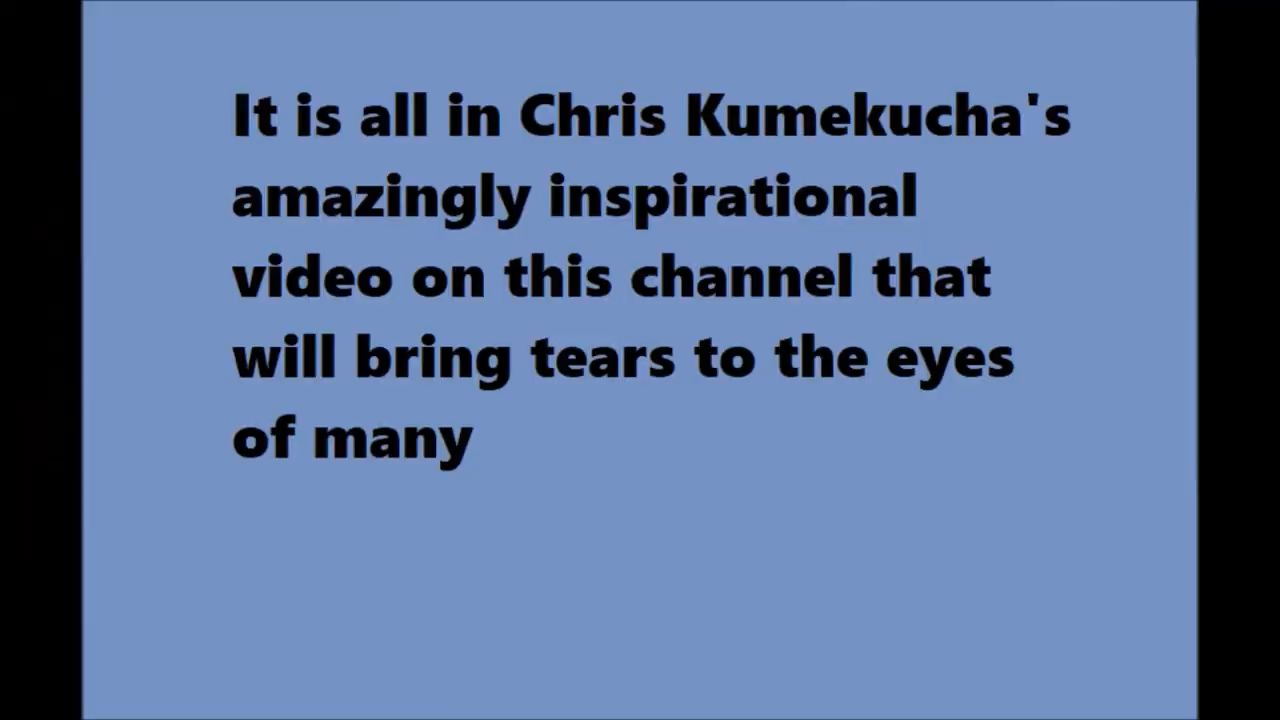 It is all in Chris Kumekucha's
amazingly inspirational
video on this channel that
will bring tears to the eyes
of many